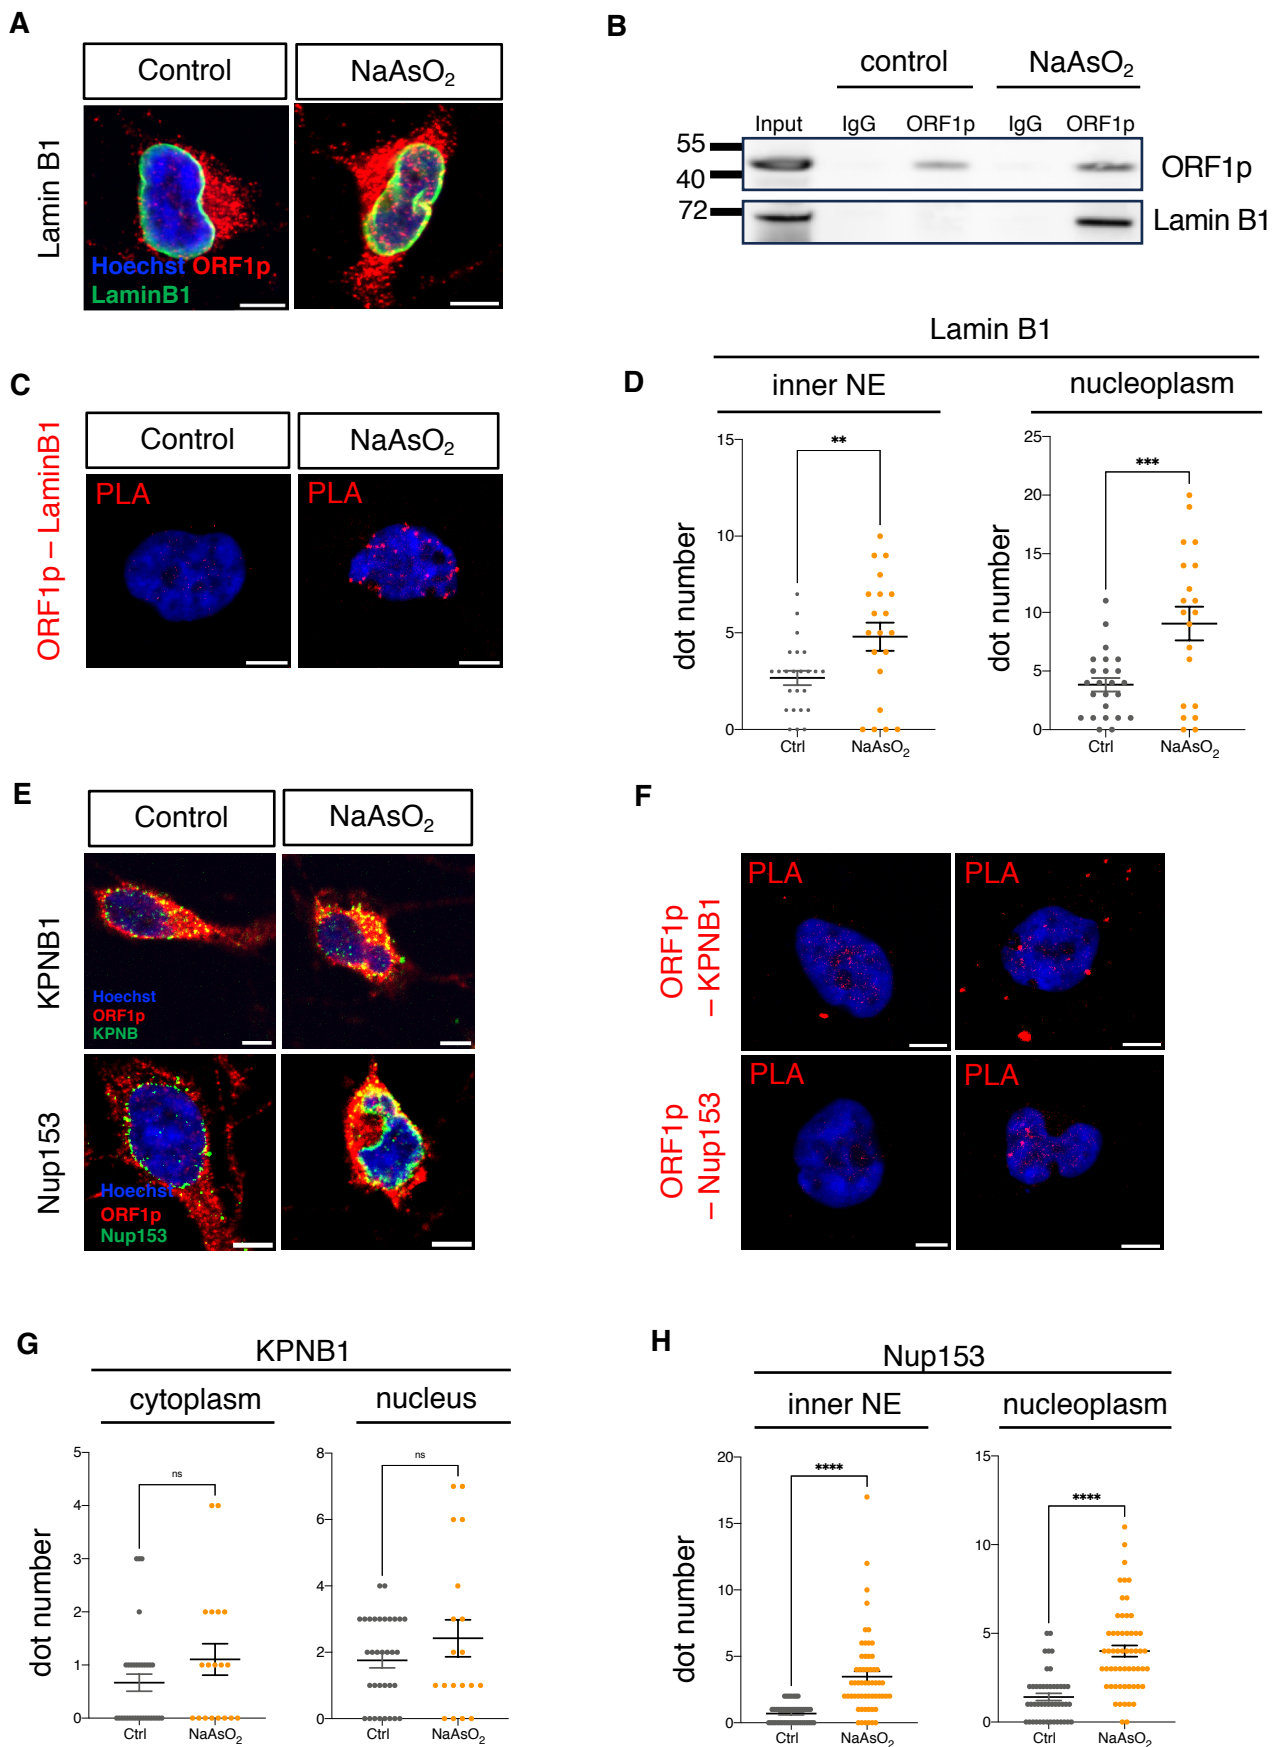 A
Control
NaAsO₂
Lamin B1
Hoechst ORF1p
LaminB1
B
control
NaAsO₂
Input IgG ORF1p IgG ORF1p
55
40
ORF1p
72
Lamin B1
C
Control
NaAsO₂
ORF1p – LaminB1
PLA
PLA
Lamin B1
D
inner NE
dot number
15
10
5
0
**
Ctrl
NaAsO₂
nucleoplasm
dot number
25
20
15
10
5
0
***
Ctrl
NaAsO₂
E
Control
NaAsO₂
KPNB1
Hoechst
ORF1p
KPNB
Nup153
Hoechst
ORF1p
Nup153
F
ORF1p
– KPNB1
PLA
PLA
ORF1p
– Nup153
PLA
PLA
G
KPNB1
cytoplasm
dot number
5
4
3
2
1
0
ns
Ctrl
NaAsO₂
nucleus
8
6
4
2
0
ns
Ctrl
NaAsO₂
H
Nup153
inner NE
dot number
20
15
10
5
0
****
Ctrl
NaAsO₂
nucleoplasm
15
10
5
0
****
Ctrl
NaAsO₂